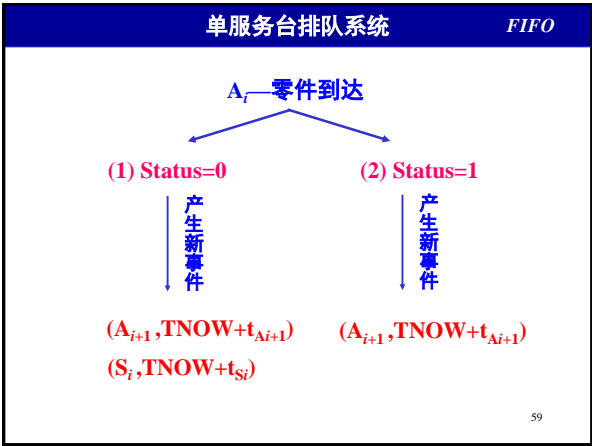 单服务台排队系统 FIFO
Ai—零件到达
(1) Status=0 (2) Status=1
产生新事件 产生新事件
(Ai+1 ,TNOW+tAi+1) (Ai+1 ,TNOW+tAi+1)
(Si ,TNOW+tSi)
59